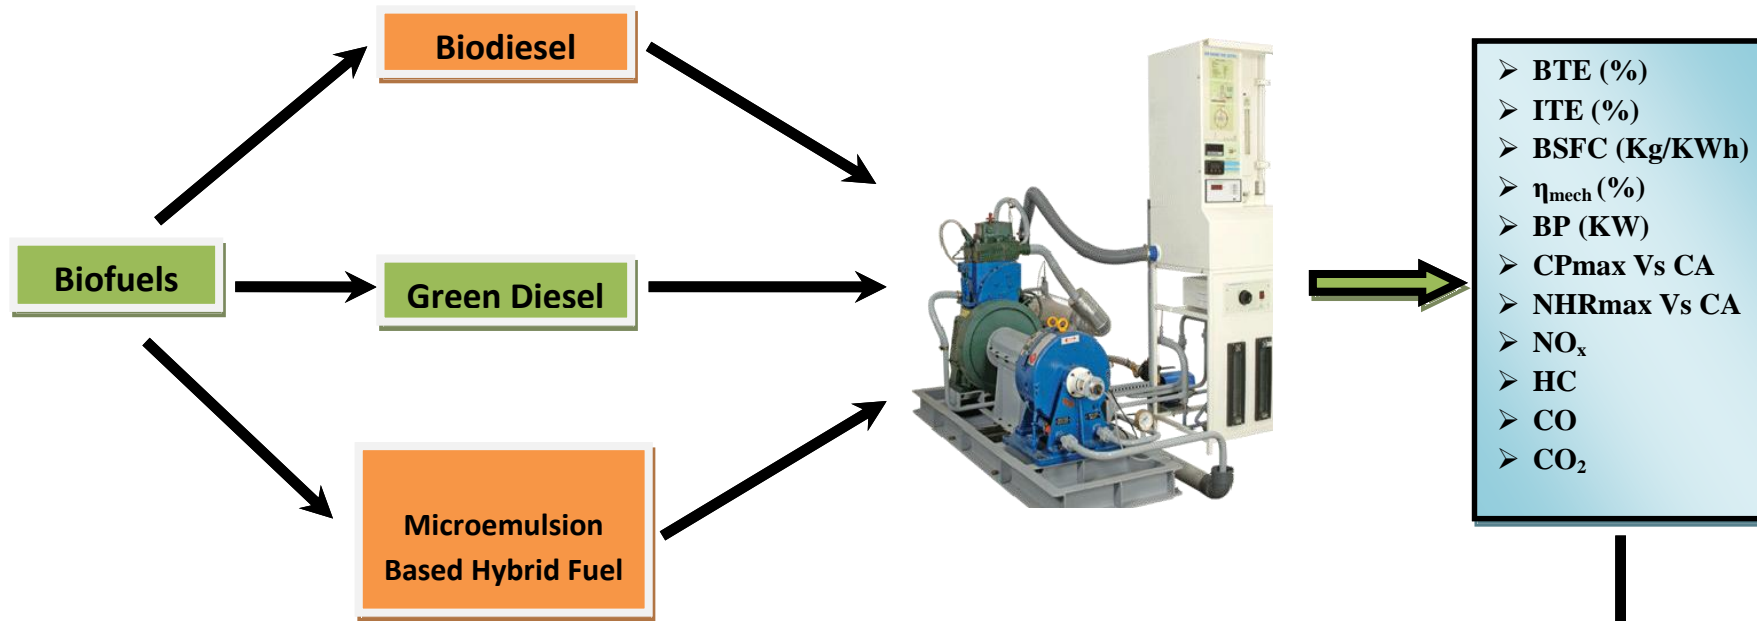 Biodiesel
Biofuels
Green Diesel
Microemulsion
Based Hybrid Fuel
➢ BTE (%)
➢ ITE (%)
➢ BSFC (Kg/KWh)
➢ ηmech (%)
➢ BP (KW)
➢ CPmax Vs CA
➢ NHRmax Vs CA
➢ NOx
➢ HC
➢ CO
➢ CO₂